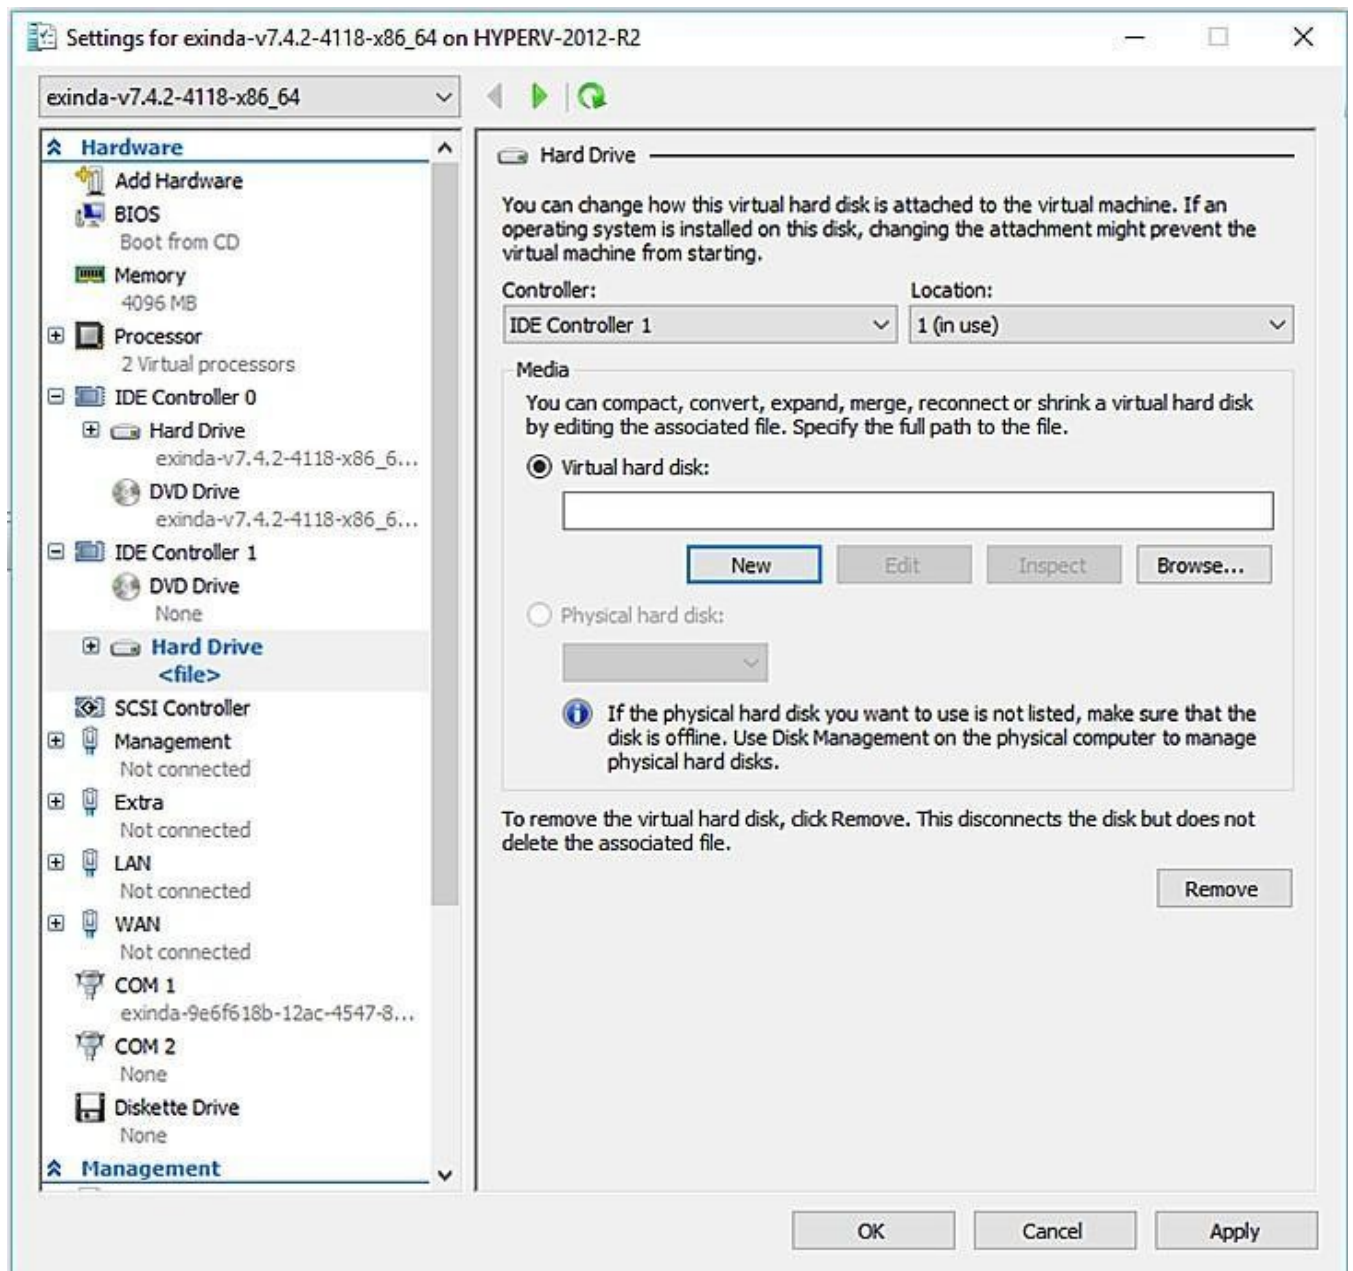 Settings for exinda-v7.4.2-4118-x86_64 on HYPERV-2012-R2
exinda-v7.4.2-4118-x86_64
Hardware
Add Hardware
BIOS
Boot from CD
Memory
4096 MB
Processor
2 Virtual processors
IDE Controller 0
Hard Drive
exinda-v7.4.2-4118-x86_6...
DVD Drive
exinda-v7.4.2-4118-x86_6...
IDE Controller 1
DVD Drive
None
Hard Drive
<file>
SCSI Controller
Management
Not connected
Extra
Not connected
LAN
Not connected
WAN
Not connected
COM 1
exinda-9e6f618b-12ac-4547-8...
COM 2
None
Diskette Drive
None
Management
Hard Drive
You can change how this virtual hard disk is attached to the virtual machine. If an
operating system is installed on this disk, changing the attachment might prevent the
virtual machine from starting.
Controller:
Location:
IDE Controller 1
1 (in use)
Media
You can compact, convert, expand, merge, reconnect or shrink a virtual hard disk
by editing the associated file. Specify the full path to the file.
Virtual hard disk:
New
Edit
Inspect
Browse...
Physical hard disk:
If the physical hard disk you want to use is not listed, make sure that the
disk is offline. Use Disk Management on the physical computer to manage
physical hard disks.
To remove the virtual hard disk, click Remove. This disconnects the disk but does not
delete the associated file.
Remove
OK
Cancel
Apply